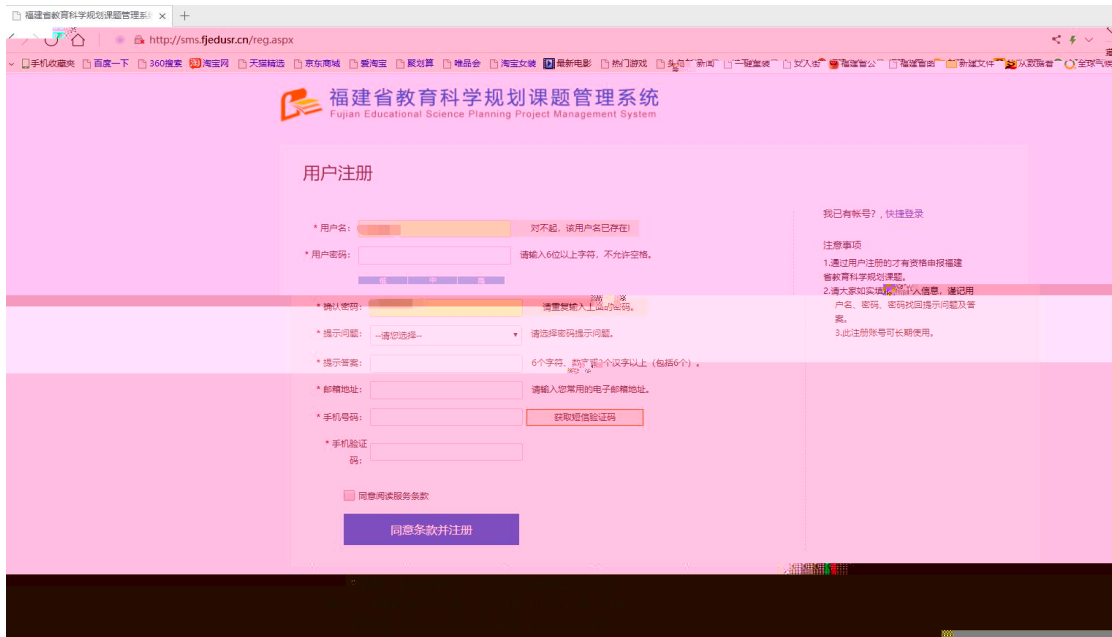 福建省教育科学规划课题管理系
http://sms.fjedusr.cn/reg.aspx
手机收藏夹 百度一下 360搜索 淘宝网 天猫精选 京东商城 爱淘宝 聚划算 唯品会 淘宝女装 最新电影 热门游戏
福建省教育科学规划课题管理系统
Fujian Educational Science Planning Project Management System
用户注册
* 用户名：
对不起，该用户名已存在!
* 用户密码：
请输入6位以上字符，不允许空格。
* 确认密码：
* 提示问题：
--请您选择--
请选择密码提示问题。
* 提示答案：
* 邮箱地址：
请输入您常用的电子邮箱地址。
* 手机号码：
获取短信验证码
* 手机验证
码：
同意阅读服务条款
同意条款并注册
我已有帐号？, 快捷登录
注意事项
1.通过用户注册的才有资格申报福建
省教育科学规划课题。
2.请大家如实填 人信息，谨记用
户名、密码、密码找回提示问题及答
案。
3.此注册账号可长期使用。